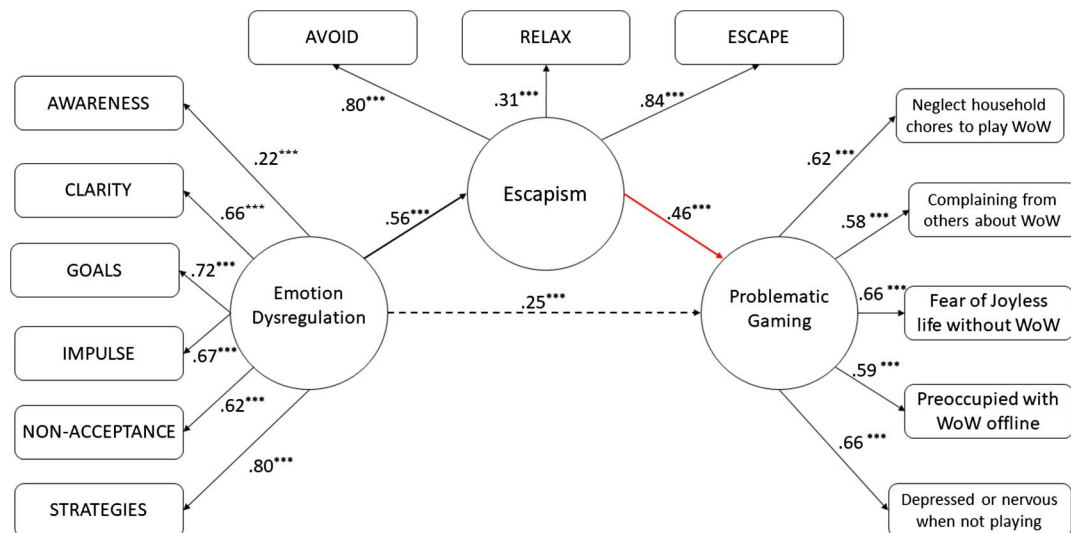 AVOID
RELAX
ESCAPE
.80***
.31***
.84***
AWARENESS
CLARITY
GOALS
IMPULSE
NON-ACCEPTANCE
STRATEGIES
.22***
.66***
.72***
.67***
.62***
.80***
Emotion
Dysregulation
.56***
Escapism
.46***
.25***
Problematic
Gaming
.62 ***
.58 ***
.66 ***
.59 ***
.66 ***
Neglect household
chores to play WoW
Complaining from
others about WoW
Fear of Joyless
life without WoW
Preoccupied with
WoW offline
Depressed or nervous
when not playing